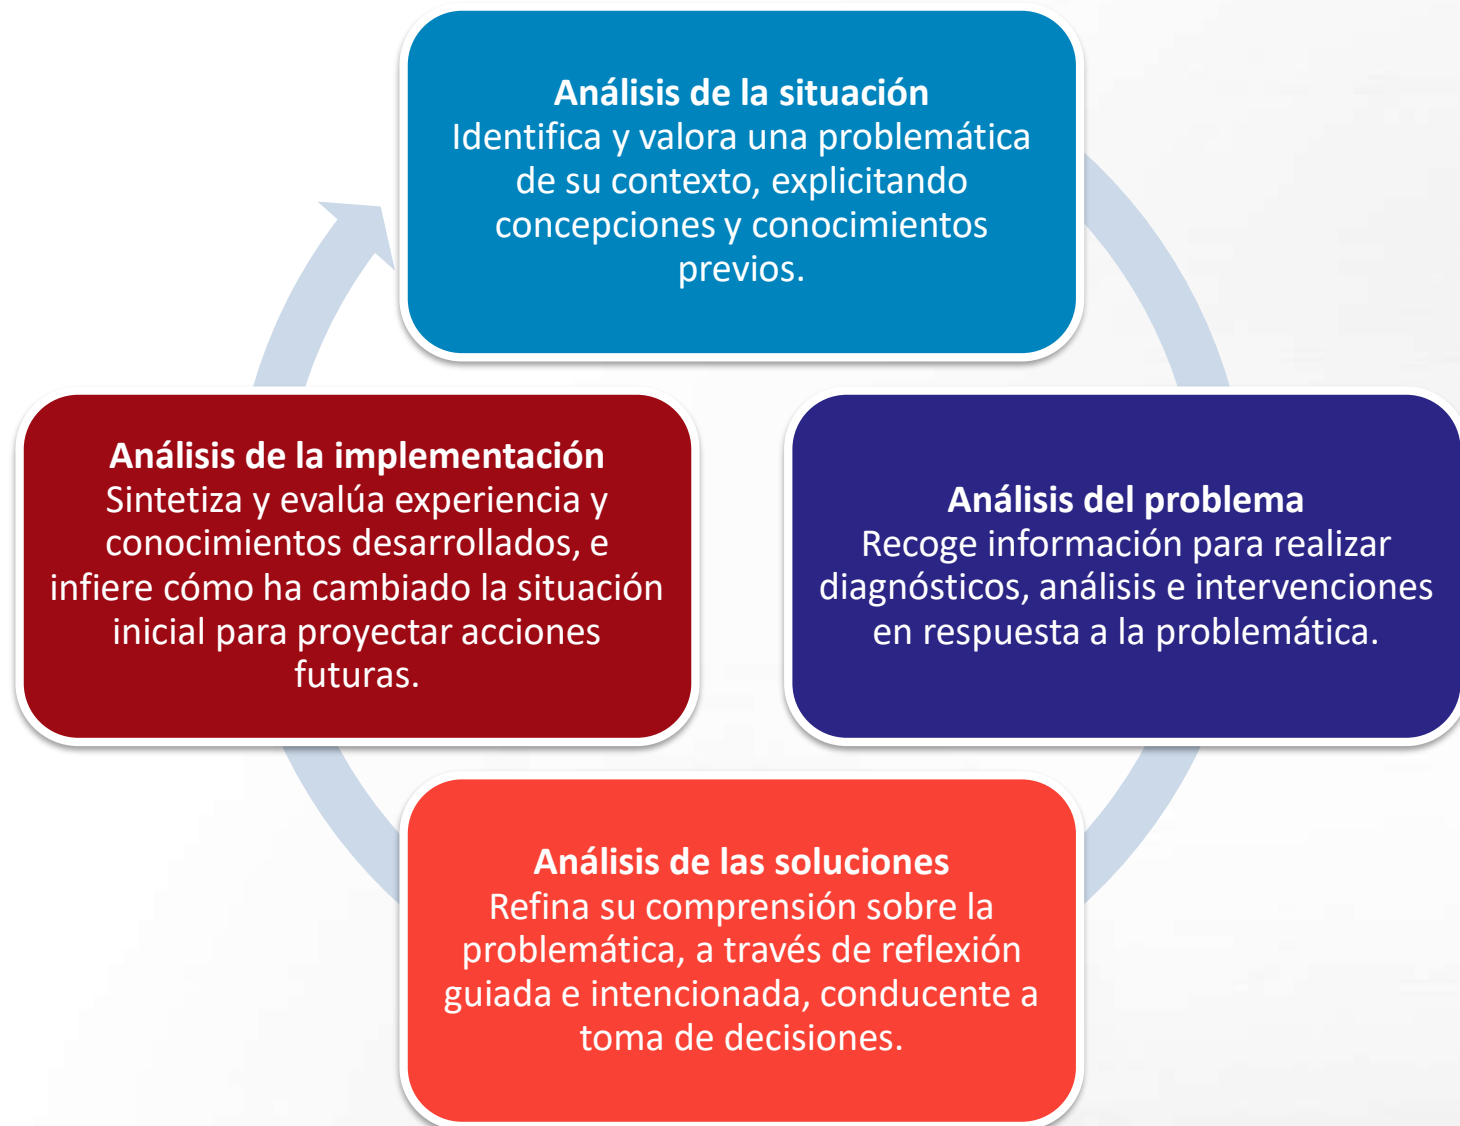 Análisis de la situación
Identifica y valora una problemática
de su contexto, explicitando
concepciones y conocimientos
previos.
Análisis del problema
Recoge información para realizar
diagnósticos, análisis e intervenciones
en respuesta a la problemática.
Análisis de las soluciones
Refina su comprensión sobre la
problemática, a través de reflexión
guiada e intencionada, conducente a
toma de decisiones.
Análisis de la implementación
Sintetiza y evalúa experiencia y
conocimientos desarrollados, e
infiere cómo ha cambiado la situación
inicial para proyectar acciones
futuras.